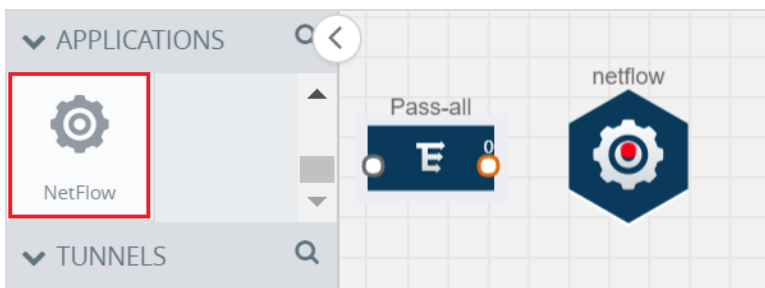 APPLICATIONS
NetFlow
TUNNELS
Pass-all
0
netflow